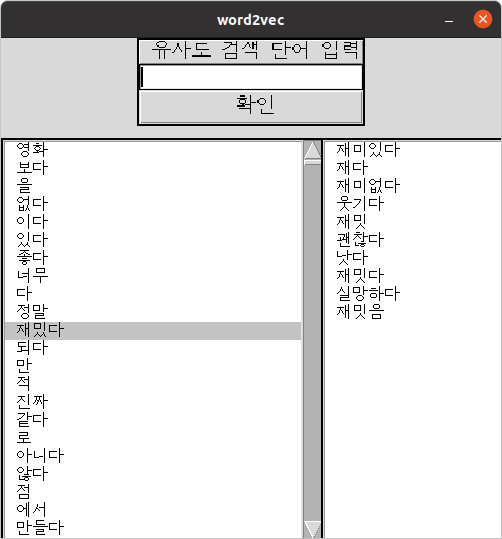 word2vec
유사도 검색 단어 입력
확인
영화
보다
을
없다
이다
있다
좋다
너무
다
정말
재밌다
되다
만
적
진짜
같다
로
아니다
않다
점
에서
만들다
재미있다
재다
재미없다
웃기다
재밋
괜찮다
낫다
재밋다
실망하다
재밋음